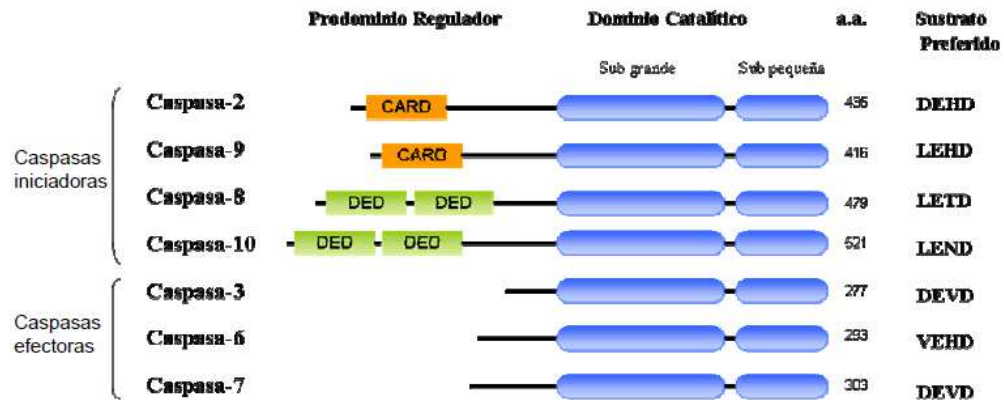 Prodominio Regulador Dominio Catalítico a.a. Sustrato
Preferido
Sub grande Sub pequeña
Caspasas
iniciadoras
Caspasa-2 CARD 435 DEHD
Caspasa-9 CARD 416 LEHD
Caspasa-8 DED DED 479 LETD
Caspasa-10 DED DED 521 LEND
Caspasas
efectoras
Caspasa-3 277 DEVD
Caspasa-6 293 VEHD
Caspasa-7 303 DEVD